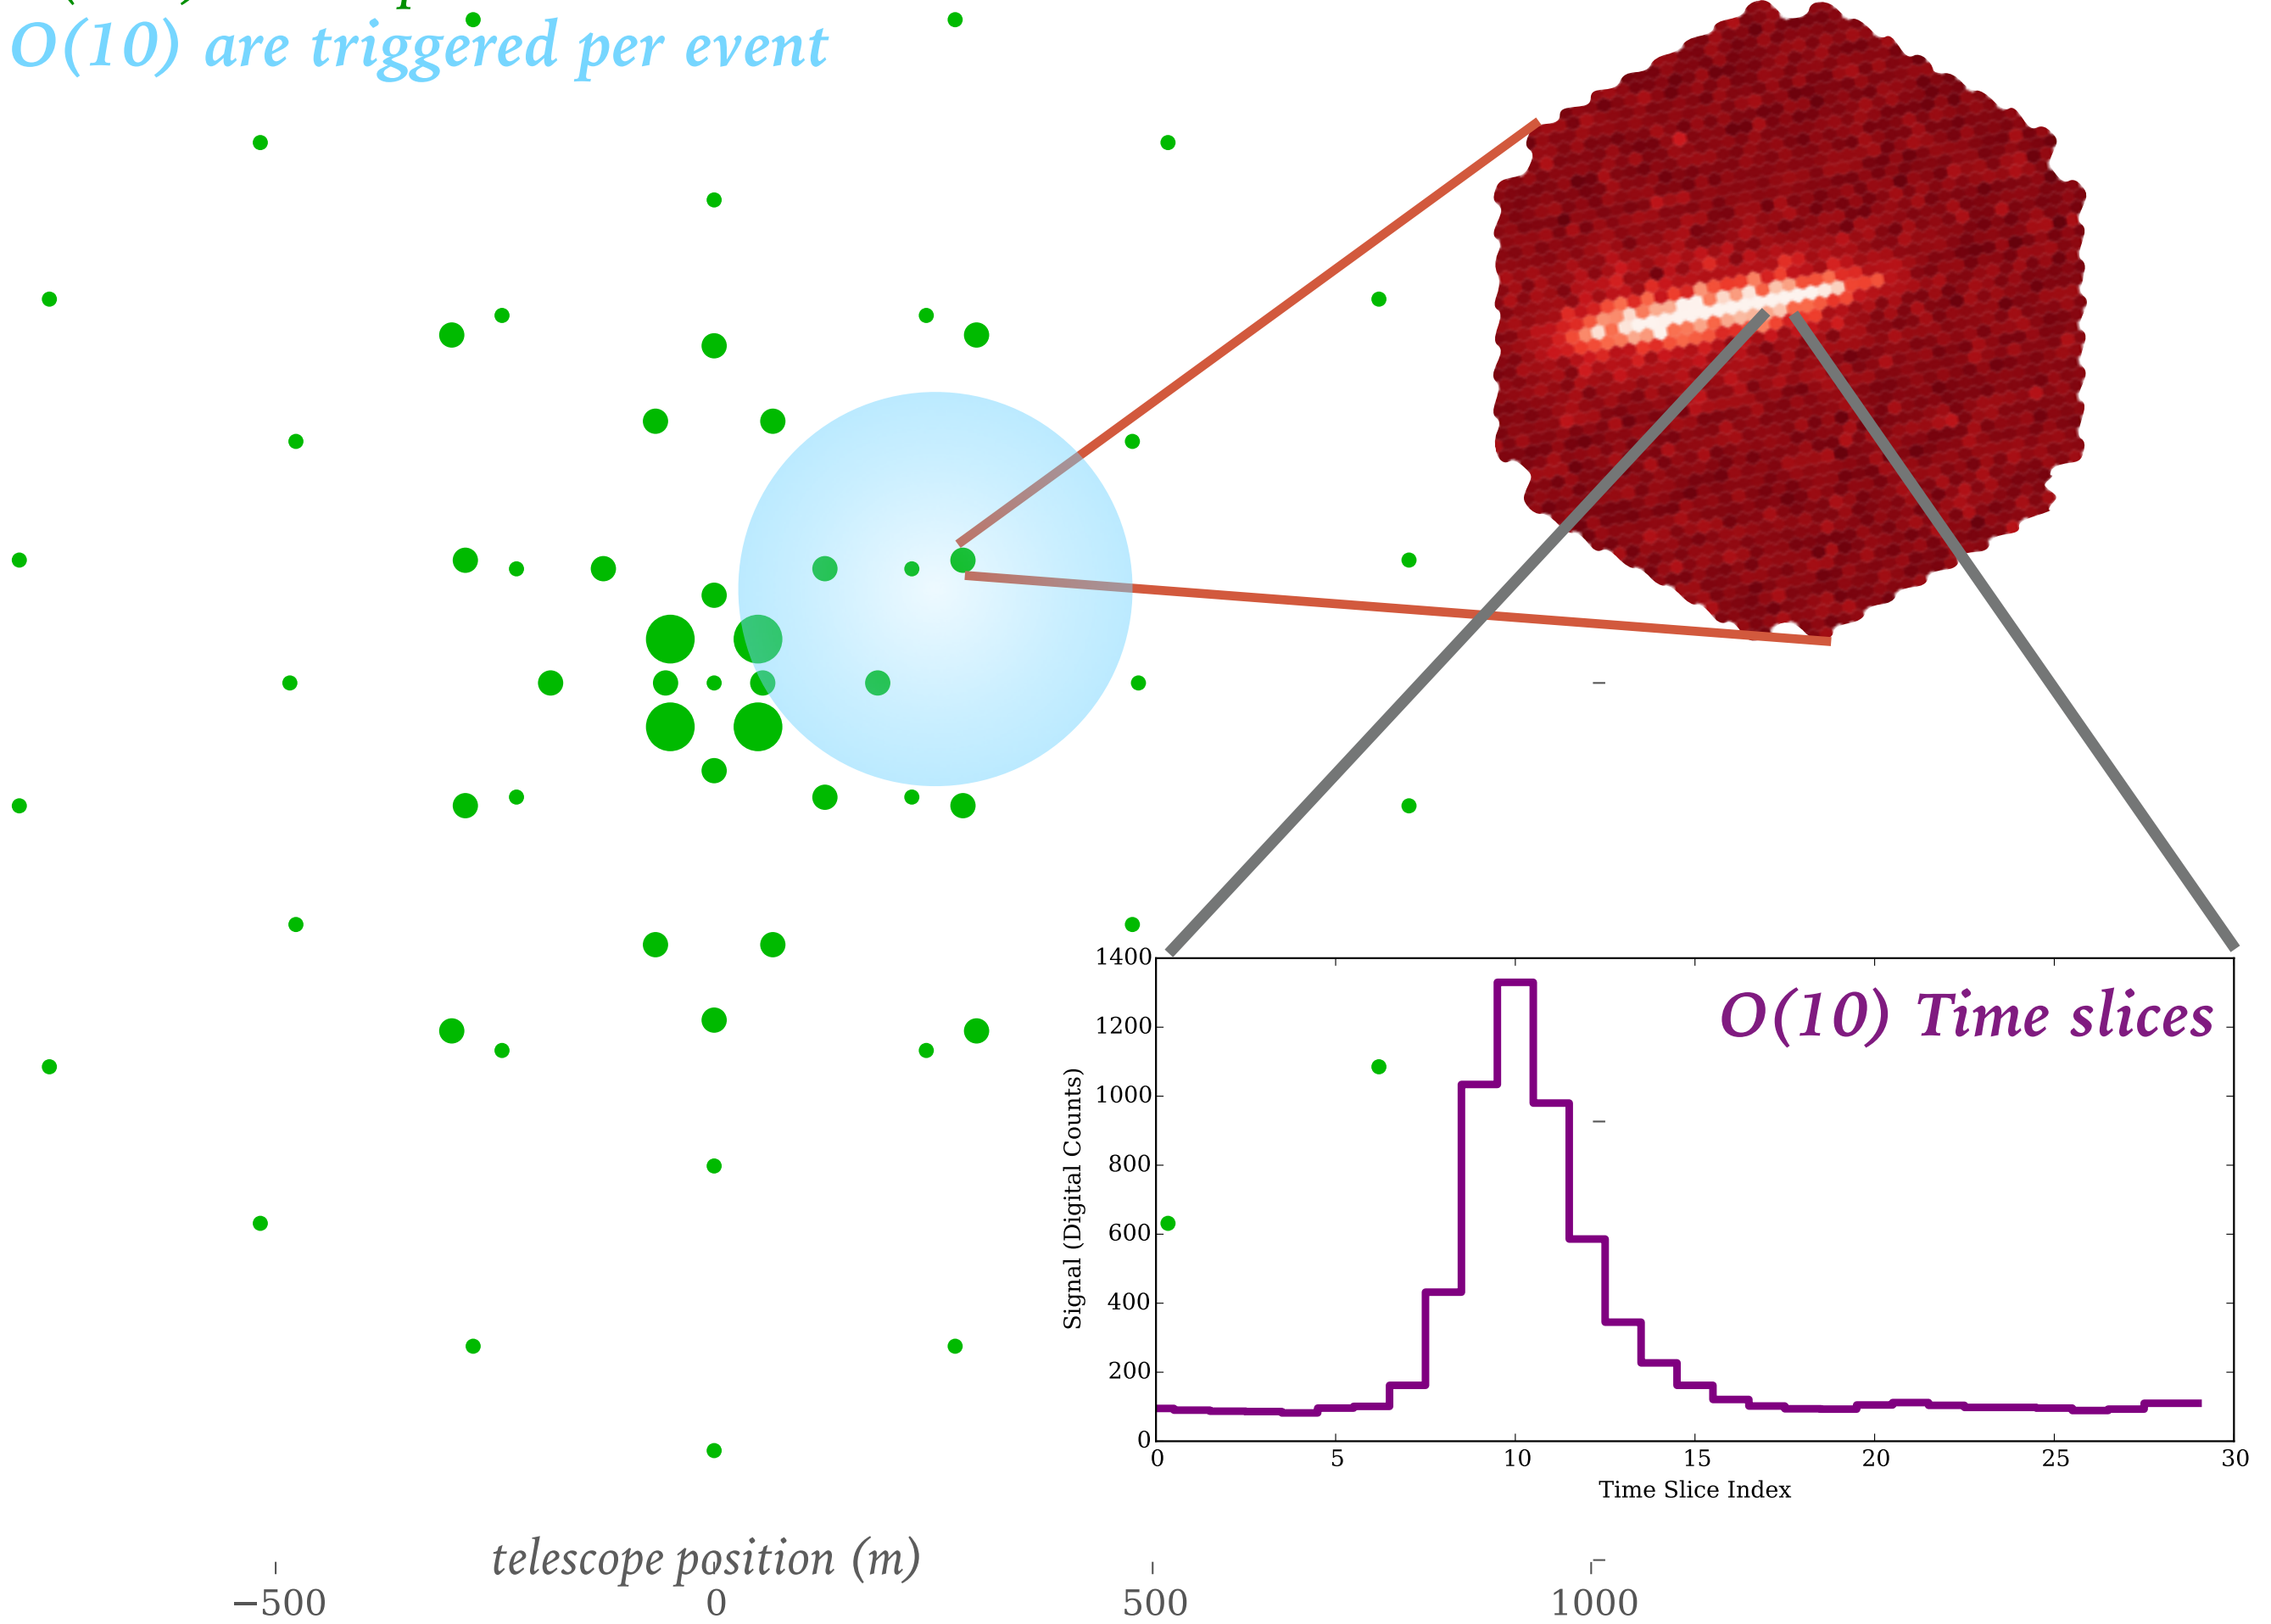 O(10) are triggered per event
O(10) Time slices
1400
1200
1000
800
600
400
200
0
Signal (Digital Counts)
0 5 10 15 20 25 30
Time Slice Index
telescope position (m)
−500 0 500 1000